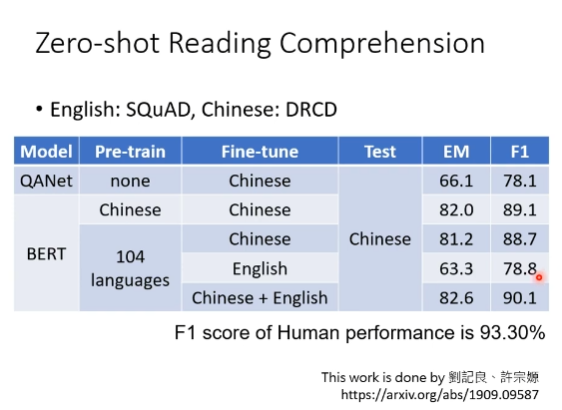 Zero-shot Reading Comprehension
• English: SQuAD, Chinese: DRCD
Model Pre-train Fine-tune Test EM F1
QANet none Chinese 66.1 78.1
Chinese Chinese 82.0 89.1
BERT 104 languages Chinese Chinese 81.2 88.7
English 63.3 78.8
Chinese + English 82.6 90.1
F1 score of Human performance is 93.30%
This work is done by 劉記良、許宗嫄
https://arxiv.org/abs/1909.09587